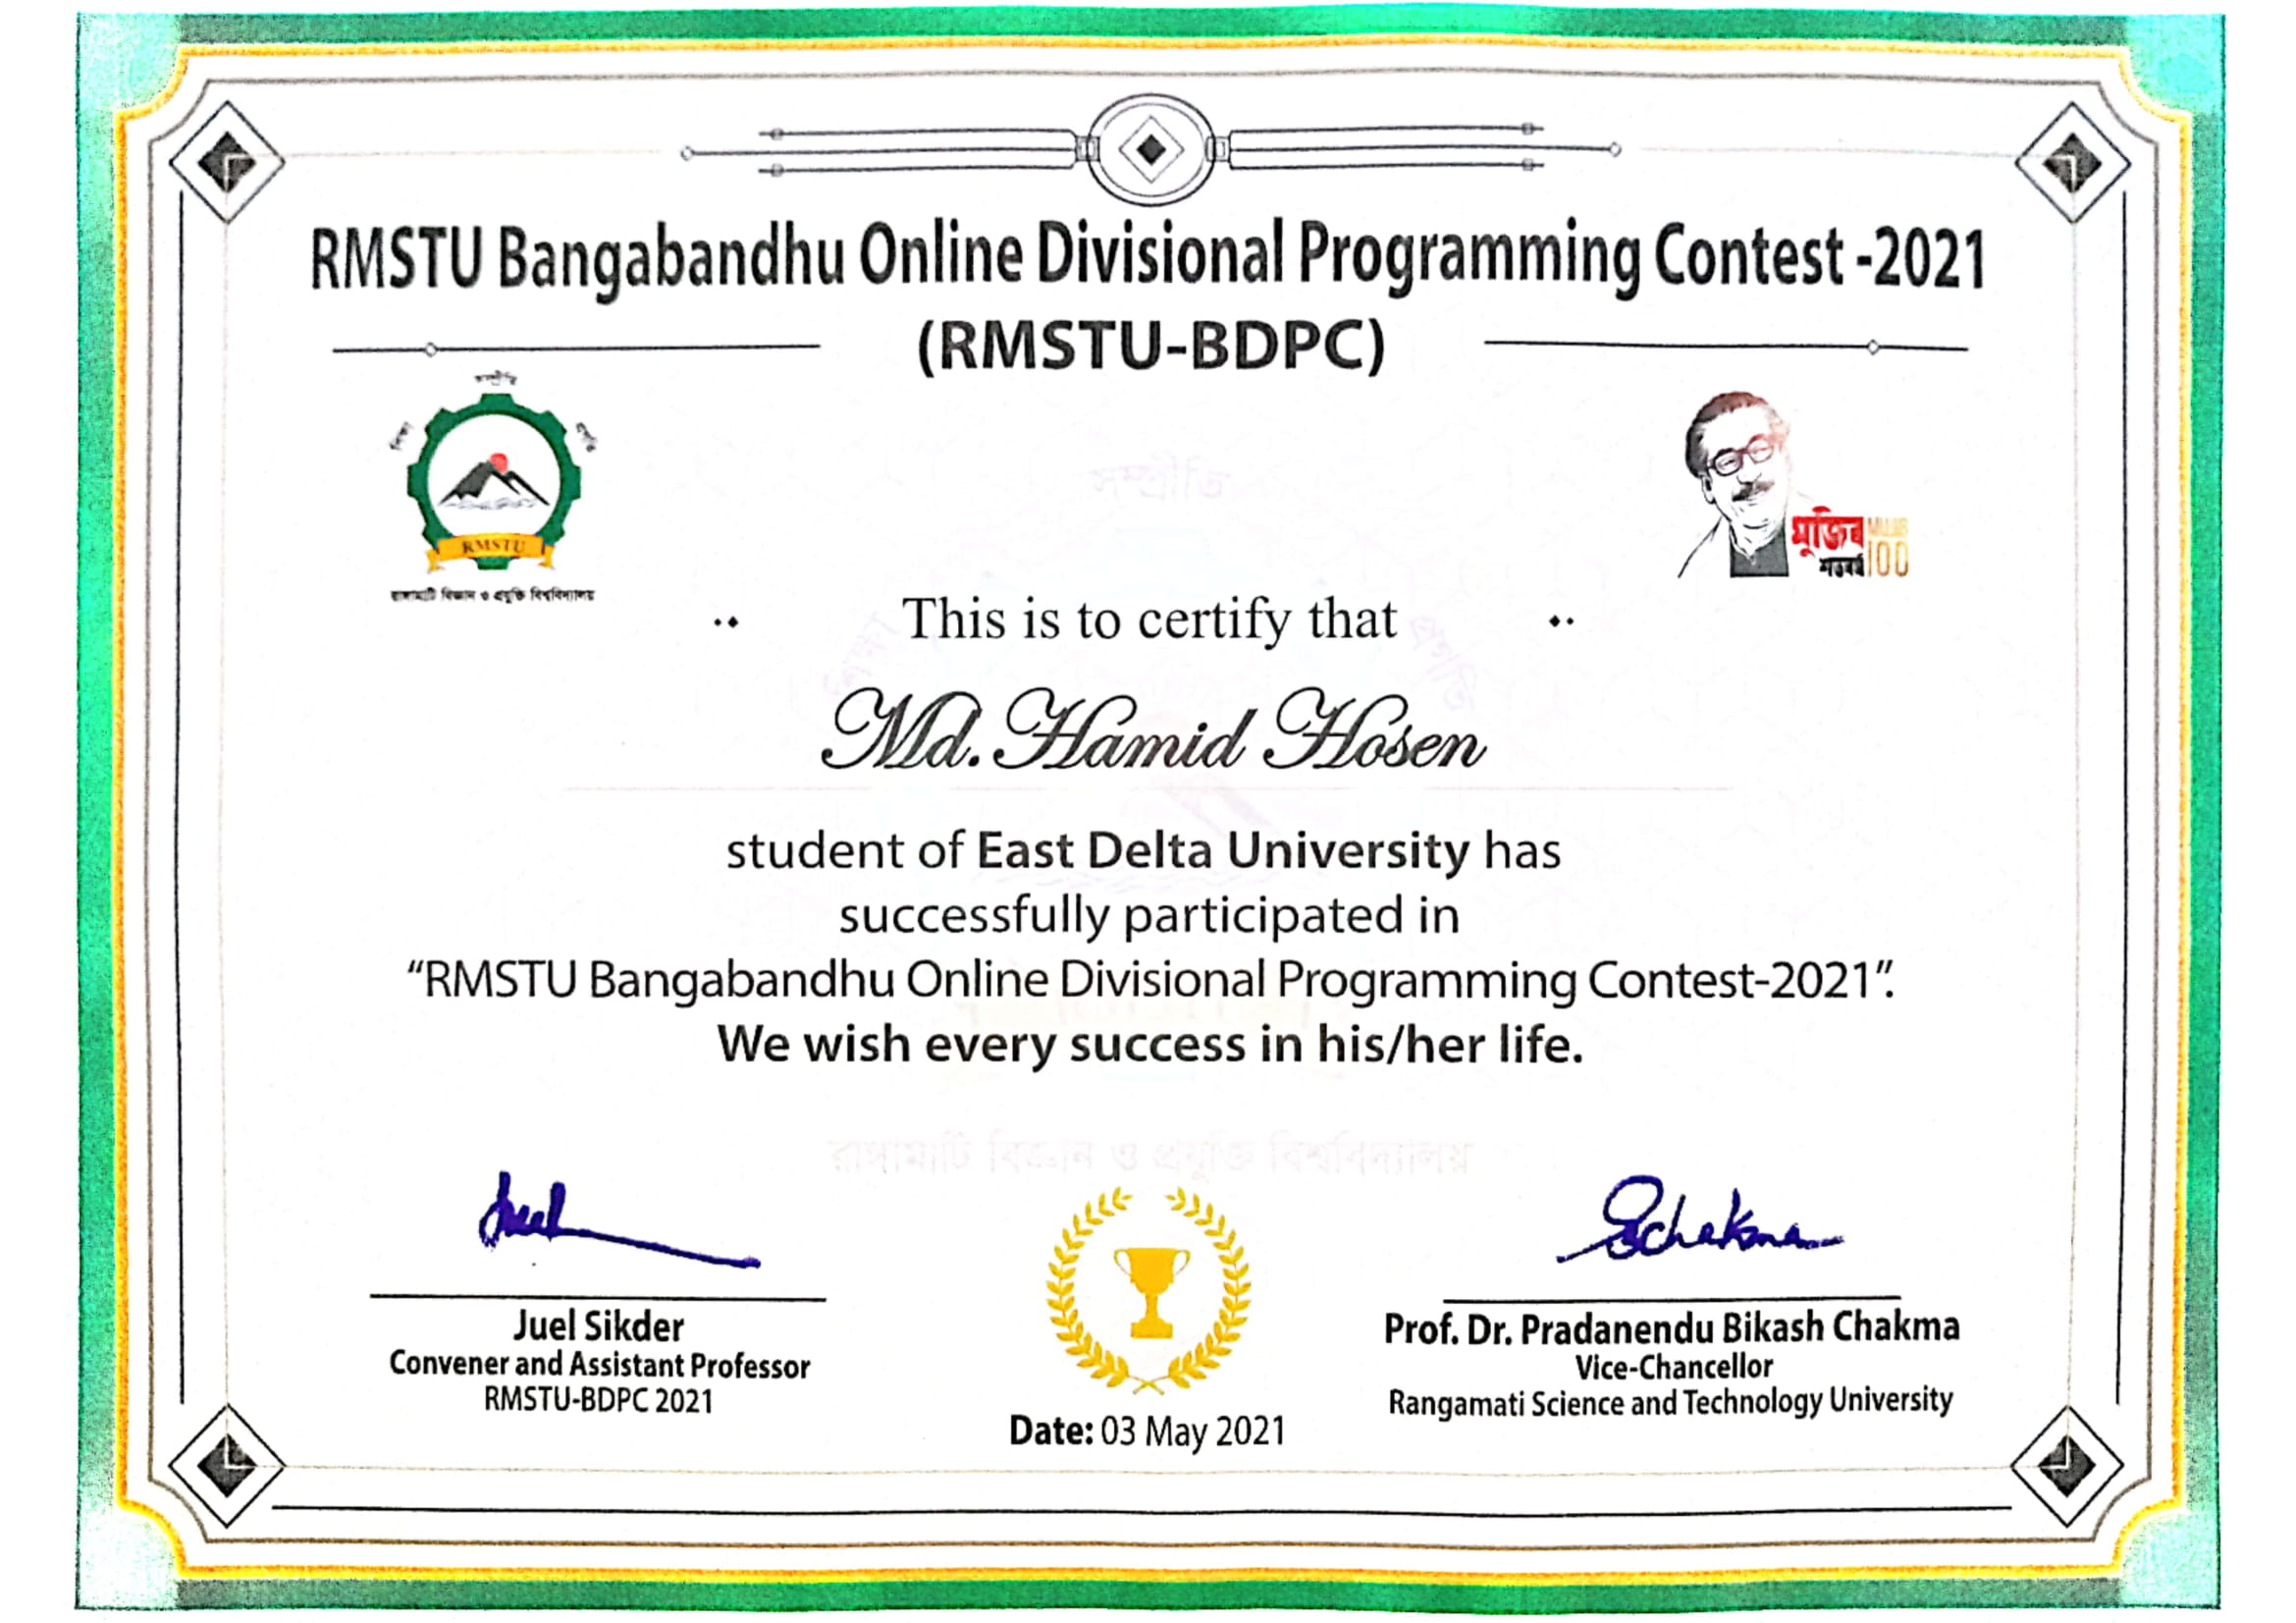 RMSTU Bangabandhu Online Divisional Programming Contest -2021
(RMSTU-BDPC)
সম্প্রীতি
RMSTU
রাঙ্গামাটি বিজ্ঞান ও প্রযুক্তি বিশ্ববিদ্যালয়
মুজিব MUJIB
শতবর্ষ 100
সম্প্রীতি
শিক্ষা
প্রগতি
This is to certify that
Md. Hamid Hosen
student of East Delta University has
successfully participated in
“RMSTU Bangabandhu Online Divisional Programming Contest-2021”.
We wish every success in his/her life.
রাঙ্গামাটি বিজ্ঞান ও প্রযুক্তি বিশ্ববিদ্যালয়
Juel
Juel Sikder
Convener and Assistant Professor
RMSTU-BDPC 2021
Date: 03 May 2021
Chakma
Prof. Dr. Pradanendu Bikash Chakma
Vice-Chancellor
Rangamati Science and Technology University